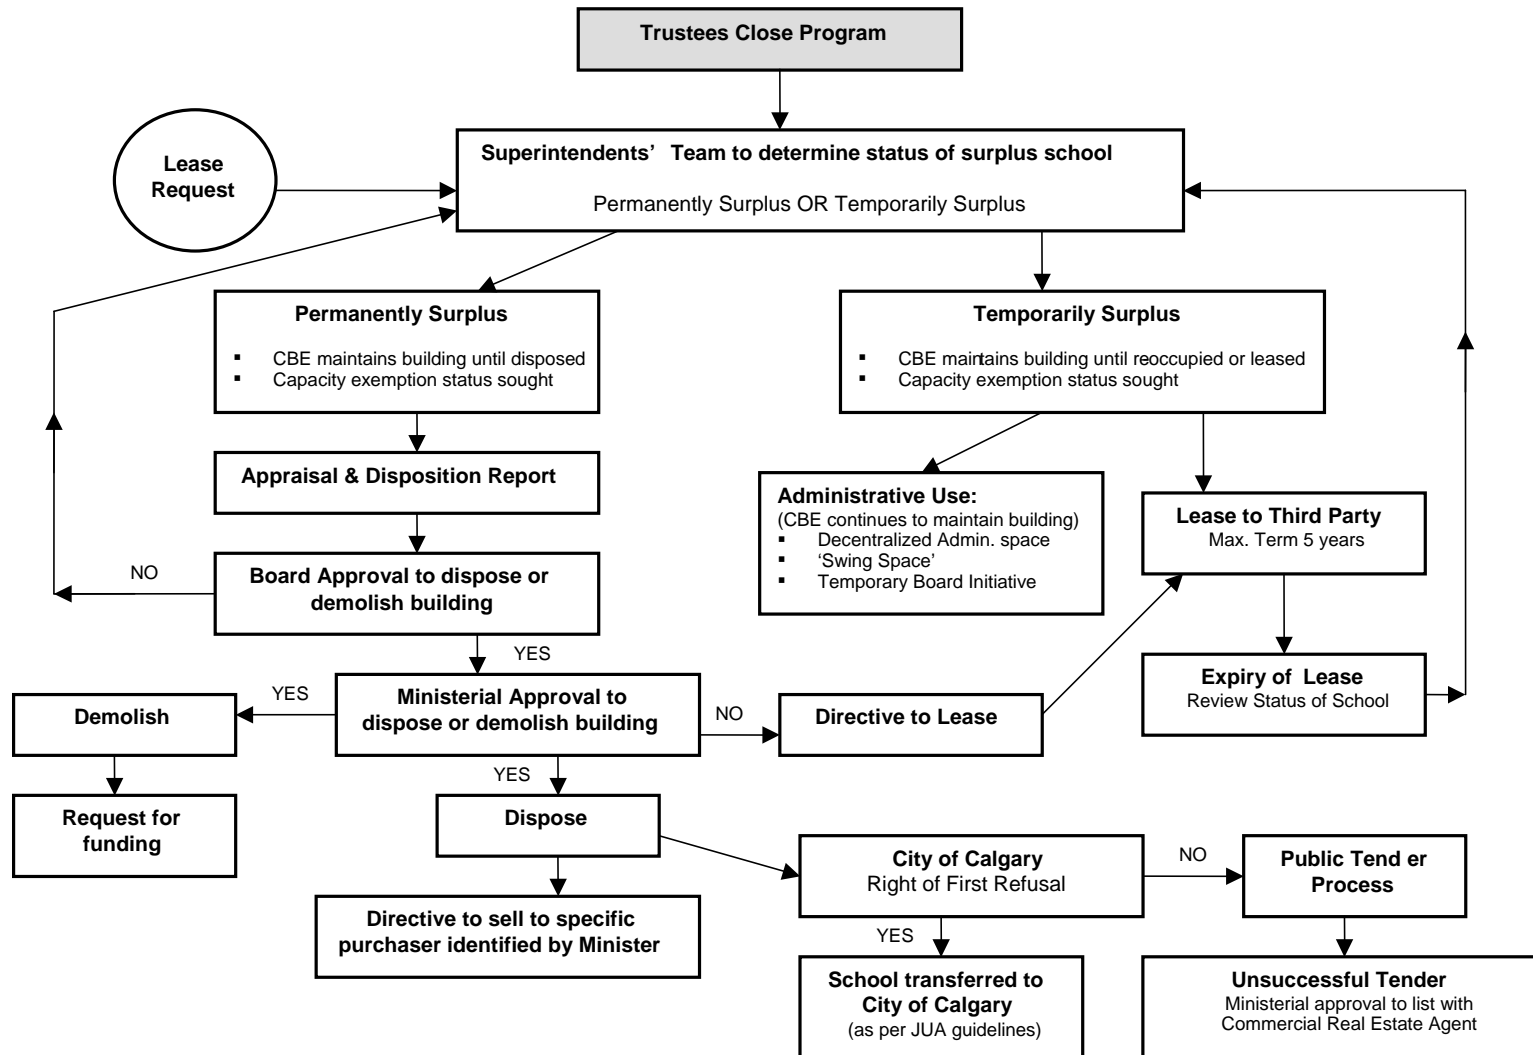 Trustees Close Program
Lease
Request
Superintendents' Team to determine status of surplus school
Permanently Surplus OR Temporarily Surplus
Permanently Surplus
▪ CBE maintains building until disposed
▪ Capacity exemption status sought
Temporarily Surplus
▪ CBE maintains building until reoccupied or leased
▪ Capacity exemption status sought
Appraisal & Disposition Report
Administrative Use:
(CBE continues to maintain building)
▪ Decentralized Admin. space
▪ ‘Swing Space’
▪ Temporary Board Initiative
Lease to Third Party
Max. Term 5 years
NO
Board Approval to dispose or
demolish building
YES
Expiry of Lease
Review Status of School
Demolish
YES
Ministerial Approval to
dispose or demolish building
NO
Directive to Lease
YES
Request for
funding
Dispose
City of Calgary
Right of First Refusal
NO
Public Tend er
Process
Directive to sell to specific
purchaser identified by Minister
YES
School transferred to
City of Calgary
(as per JUA guidelines)
Unsuccessful Tender
Ministerial approval to list with
Commercial Real Estate Agent